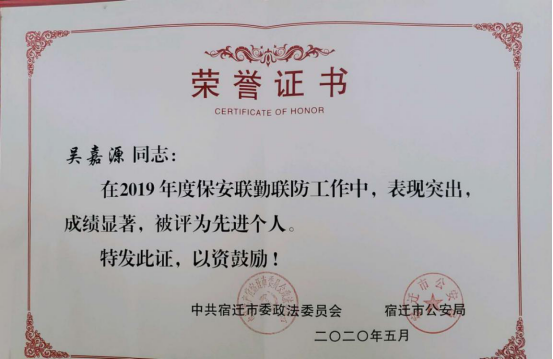 荣誉证书
CERTIFICATE OF HONOR
吴嘉源 同志：
在2019年度保安联勤联防工作中，表现突出，
成绩显著，被评为先进个人。
特发此证，以资鼓励！
中共宿迁市委政法委员会 宿迁市公安局
二〇二〇年五月